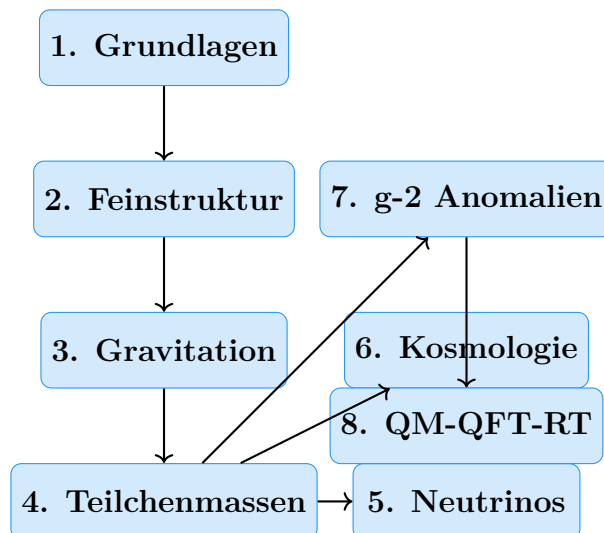 1. Grundlagen
2. Feinstruktur
7. g-2 Anomalien
3. Gravitation
6. Kosmologie
8. QM-QFT-RT
4. Teilchenmassen
5. Neutrinos